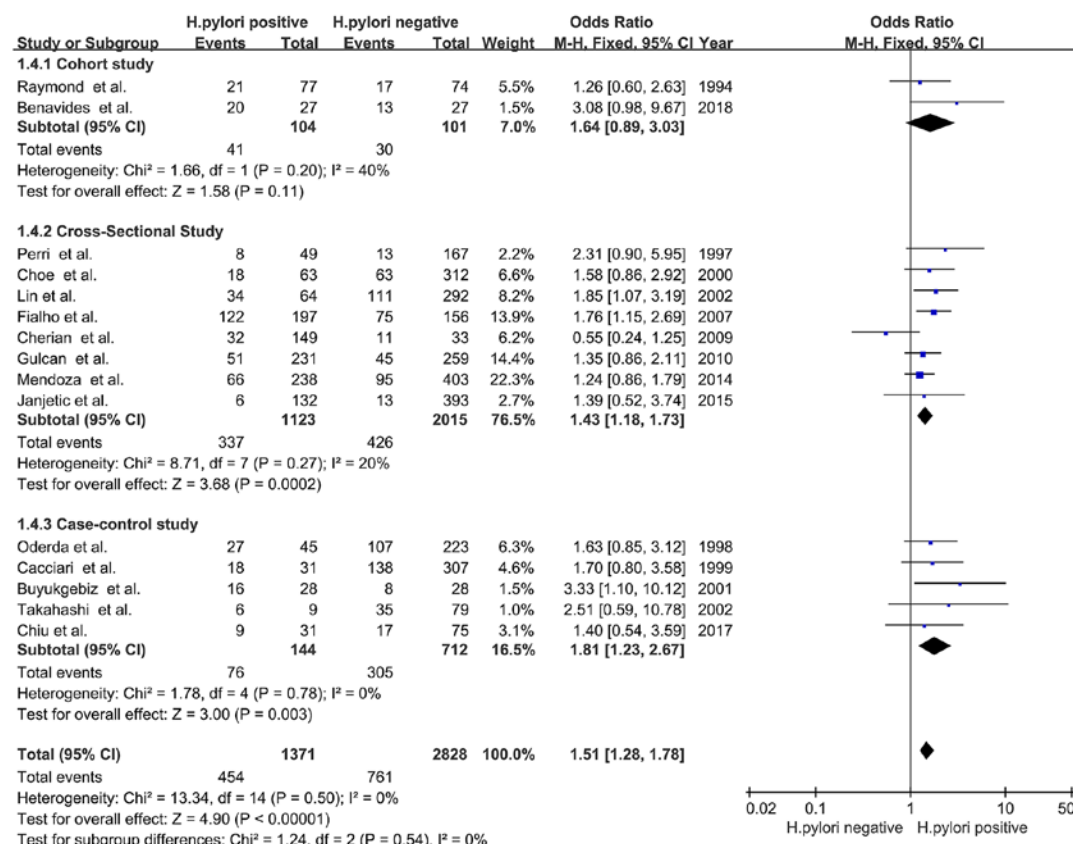 H.pylori positive H.pylori negative Odds Ratio Odds Ratio
Study or Subgroup Events Total Events Total Weight M-H, Fixed, 95% CI Year M-H, Fixed, 95% CI
1.4.1 Cohort study
Raymond et al. 21 77 17 74 5.5% 1.26 [0.60, 2.63] 1994
Benavides et al. 20 27 13 27 1.5% 3.08 [0.98, 9.67] 2018
Subtotal (95% CI) 104 101 7.0% 1.64 [0.89, 3.03]
Total events 41 30
Heterogeneity: Chi² = 1.66, df = 1 (P = 0.20); I² = 40%
Test for overall effect: Z = 1.58 (P = 0.11)
1.4.2 Cross-Sectional Study
Perri et al. 8 49 13 167 2.2% 2.31 [0.90, 5.95] 1997
Choe et al. 18 63 63 312 6.6% 1.58 [0.86, 2.92] 2000
Lin et al. 34 64 111 292 8.2% 1.85 [1.07, 3.19] 2002
Fialho et al. 122 197 75 156 13.9% 1.76 [1.15, 2.69] 2007
Cherian et al. 32 149 11 33 6.2% 0.55 [0.24, 1.25] 2009
Gulcan et al. 51 231 45 259 14.4% 1.35 [0.86, 2.11] 2010
Mendoza et al. 66 238 95 403 22.3% 1.24 [0.86, 1.79] 2014
Janjetic et al. 6 132 13 393 2.7% 1.39 [0.52, 3.74] 2015
Subtotal (95% CI) 1123 2015 76.5% 1.43 [1.18, 1.73]
Total events 337 426
Heterogeneity: Chi² = 8.71, df = 7 (P = 0.27); I² = 20%
Test for overall effect: Z = 3.68 (P = 0.0002)
1.4.3 Case-control study
Oderda et al. 27 45 107 223 6.3% 1.63 [0.85, 3.12] 1998
Cacciari et al. 18 31 138 307 4.6% 1.70 [0.80, 3.58] 1999
Buyukgebiz et al. 16 28 8 28 1.5% 3.33 [1.10, 10.12] 2001
Takahashi et al. 6 9 35 79 1.0% 2.51 [0.59, 10.78] 2002
Chiu et al. 9 31 17 75 3.1% 1.40 [0.54, 3.59] 2017
Subtotal (95% CI) 144 712 16.5% 1.81 [1.23, 2.67]
Total events 76 305
Heterogeneity: Chi² = 1.78, df = 4 (P = 0.78); I² = 0%
Test for overall effect: Z = 3.00 (P = 0.003)
Total (95% CI) 1371 2828 100.0% 1.51 [1.28, 1.78]
Total events 454 761
Heterogeneity: Chi² = 13.34, df = 14 (P = 0.50); I² = 0%
Test for overall effect: Z = 4.90 (P < 0.00001)
Test for subgroup differences: Chi² = 1.24, df = 2 (P = 0.54), I² = 0%
0.02 0.1 1 10 50
H.pylori negative H.pylori positive